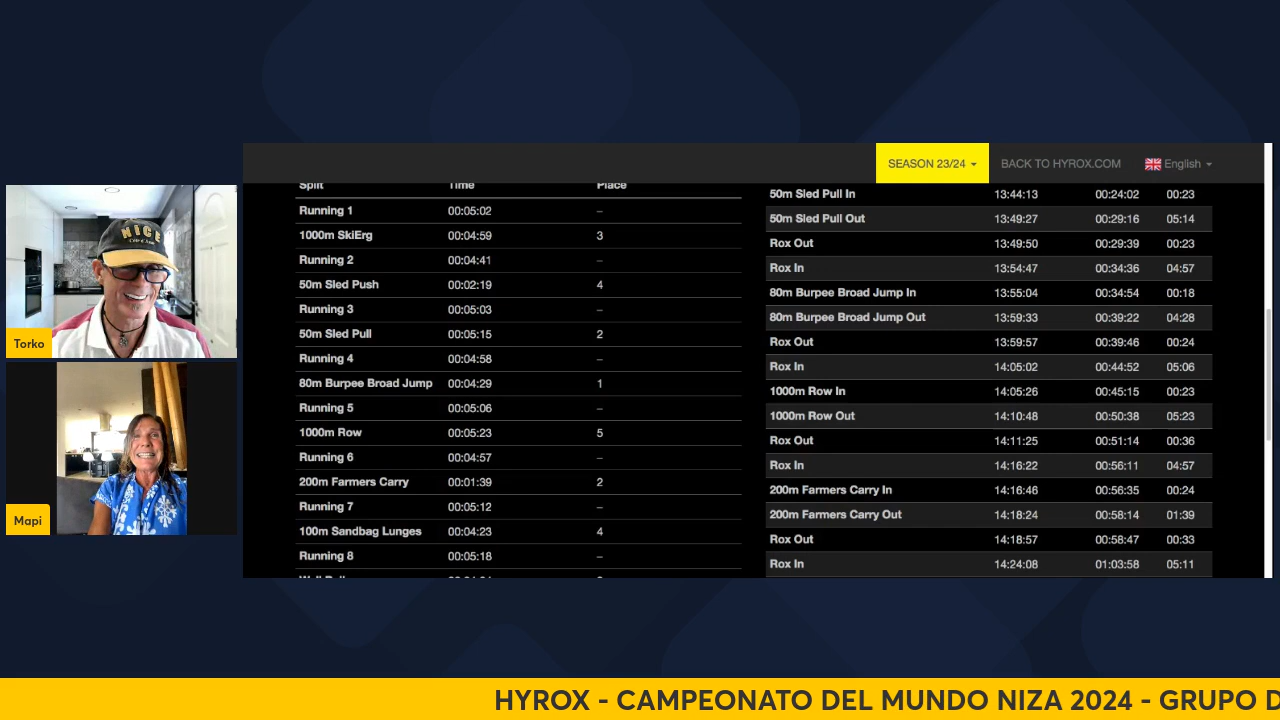 SEASON 23/24
BACK TO HYROX.COM
English
Split Time Place
Running 1 00:05:02 –
1000m SkiErg 00:04:59 3
Running 2 00:04:41 –
50m Sled Push 00:02:19 4
Running 3 00:05:03 –
50m Sled Pull 00:05:15 2
Running 4 00:04:58 –
80m Burpee Broad Jump 00:04:29 1
Running 5 00:05:06 –
1000m Row 00:05:23 5
Running 6 00:04:57 –
200m Farmers Carry 00:01:39 2
Running 7 00:05:12 –
100m Sandbag Lunges 00:04:23 4
Running 8 00:05:18 –
50m Sled Pull In 13:44:13 00:24:02 00:23
50m Sled Pull Out 13:49:27 00:29:16 05:14
Rox Out 13:49:50 00:29:39 00:23
Rox In 13:54:47 00:34:36 04:57
80m Burpee Broad Jump In 13:55:04 00:34:54 00:18
80m Burpee Broad Jump Out 13:59:33 00:39:22 04:28
Rox Out 13:59:57 00:39:46 00:24
Rox In 14:05:02 00:44:52 05:06
1000m Row In 14:05:26 00:45:15 00:23
1000m Row Out 14:10:48 00:50:38 05:23
Rox Out 14:11:25 00:51:14 00:36
Rox In 14:16:22 00:56:11 04:57
200m Farmers Carry In 14:16:46 00:56:35 00:24
200m Farmers Carry Out 14:18:24 00:58:14 01:39
Rox Out 14:18:57 00:58:47 00:33
Rox In 14:24:08 01:03:58 05:11
NICE
Torko
Mapi
HYROX - CAMPEONATO DEL MUNDO NIZA 2024 - GRUPO D